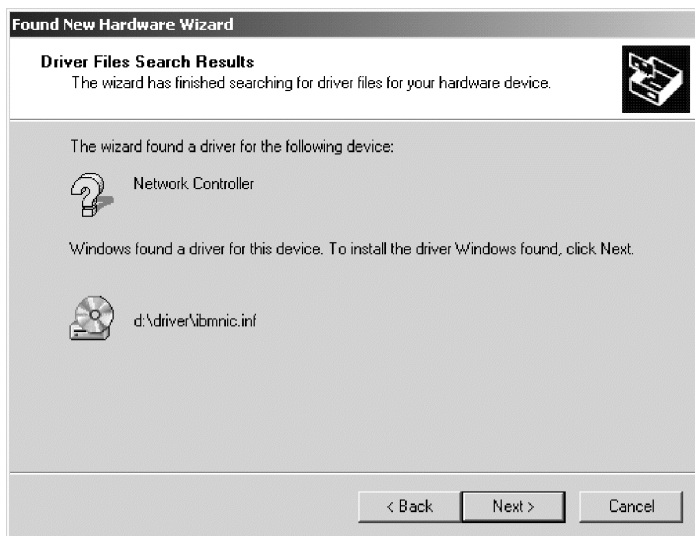 Found New Hardware Wizard
Driver Files Search Results
The wizard has finished searching for driver files for your hardware device.
The wizard found a driver for the following device:
Network Controller
Windows found a driver for this device. To install the driver Windows found, click Next.
d:\driver\ibmnic.inf
< Back Next > Cancel